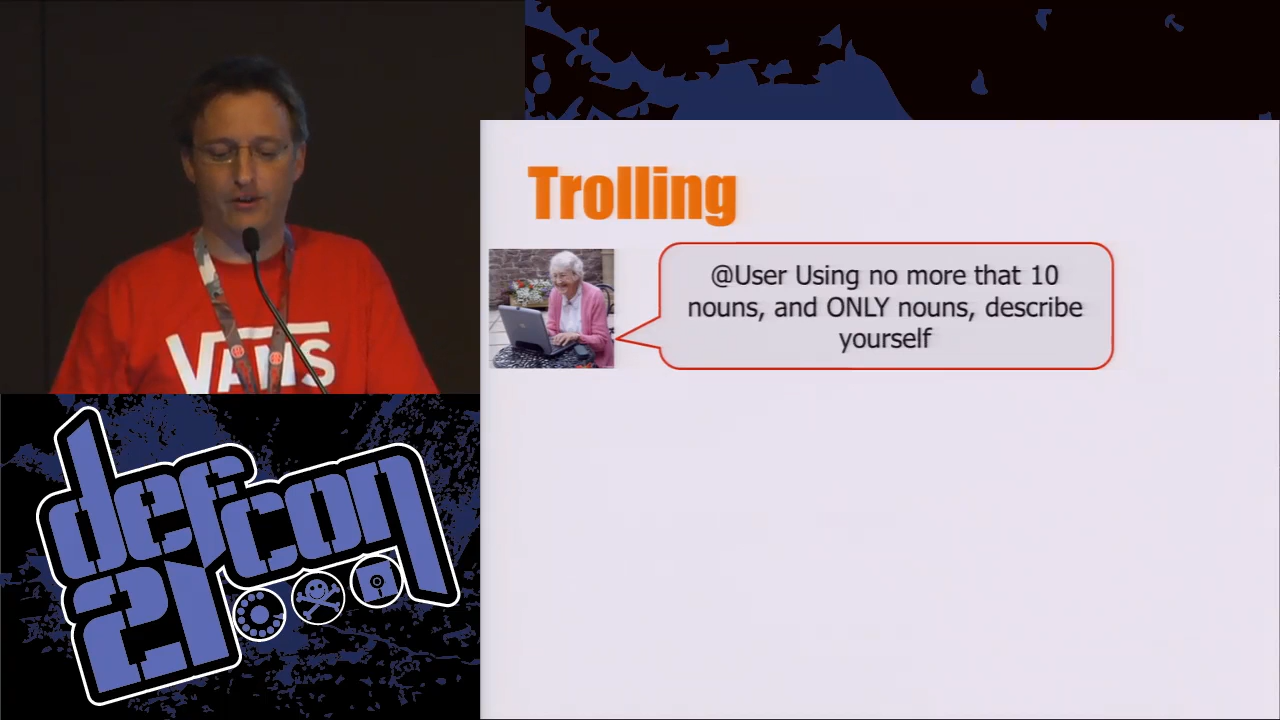 Trolling
@User Using no more that 10
nouns, and ONLY nouns, describe
yourself
VANS
defcon
21